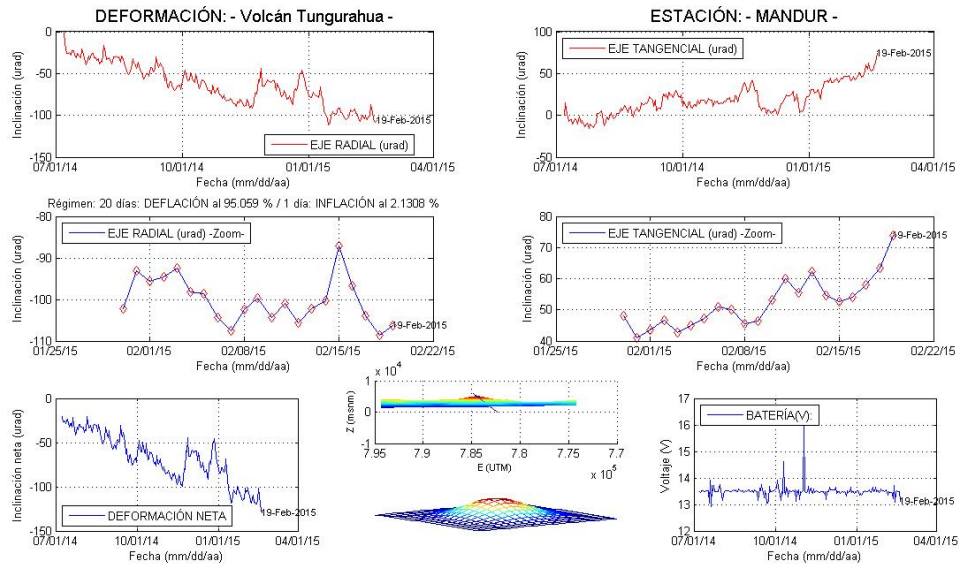 DEFORMACIÓN: - Volcán Tungurahua -
ESTACIÓN: - MANDUR -
Inclinación (urad)
0
-50
-100
-150
07/01/14
10/01/14
01/01/15
04/01/15
Fecha (mm/dd/aa)
19-Feb-2015
EJE RADIAL (urad)
Inclinación (urad)
100
50
0
50
07/01/14
10/01/14
01/01/15
04/01/15
Fecha (mm/dd/aa)
19-Feb-2015
EJE TANGENCIAL (urad)
Régimen: 20 días: DEFLACIÓN al 95.059 % / 1 día: INFLACIÓN al 2.1308 %
Inclinación (urad)
-80
-90
-100
-110
01/25/15
02/01/15
02/08/15
02/15/15
02/22/15
Fecha (mm/dd/aa)
EJE RADIAL (urad) -Zoom-
19-Feb-2015
Inclinación (urad)
80
70
60
50
40
01/25/15
02/01/15
02/08/15
02/15/15
02/22/15
Fecha (mm/dd/aa)
EJE TANGENCIAL (urad) -Zoom-
19-Feb-2015
Inclinación neta (urad)
0
-50
-100
-150
07/01/14
10/01/14
01/01/15
04/01/15
Fecha (mm/dd/aa)
DEFORMACIÓN NETA
19-Feb-2015
x 10⁴
Z (msnm)
1
0
-1
7.95
7.9
7.85
7.8
7.75
7.7
E (UTM)
x 10⁵
Voltaje (V)
17
16
15
14
13
12
07/01/14
10/01/14
01/01/15
04/01/15
Fecha (mm/dd/aa)
BATERÍA(V):
19-Feb-2015